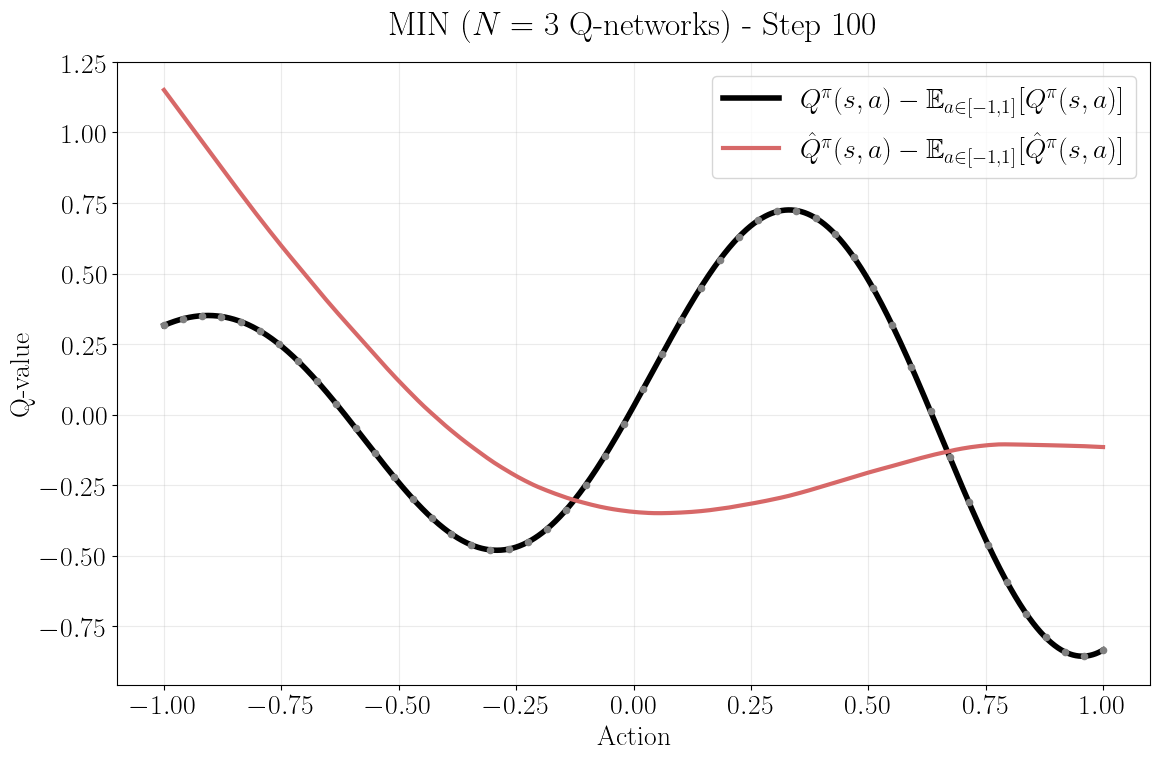 MIN (N = 3 Q-networks) - Step 100
Q^π(s, a) − 𝔼_{a∈[−1,1]}[Q^π(s, a)]
Q̂^π(s, a) − 𝔼_{a∈[−1,1]}[Q̂^π(s, a)]
Q-value
1.25
1.00
0.75
0.50
0.25
0.00
−0.25
−0.50
−0.75
−1.00 −0.75 −0.50 −0.25 0.00 0.25 0.50 0.75 1.00
Action